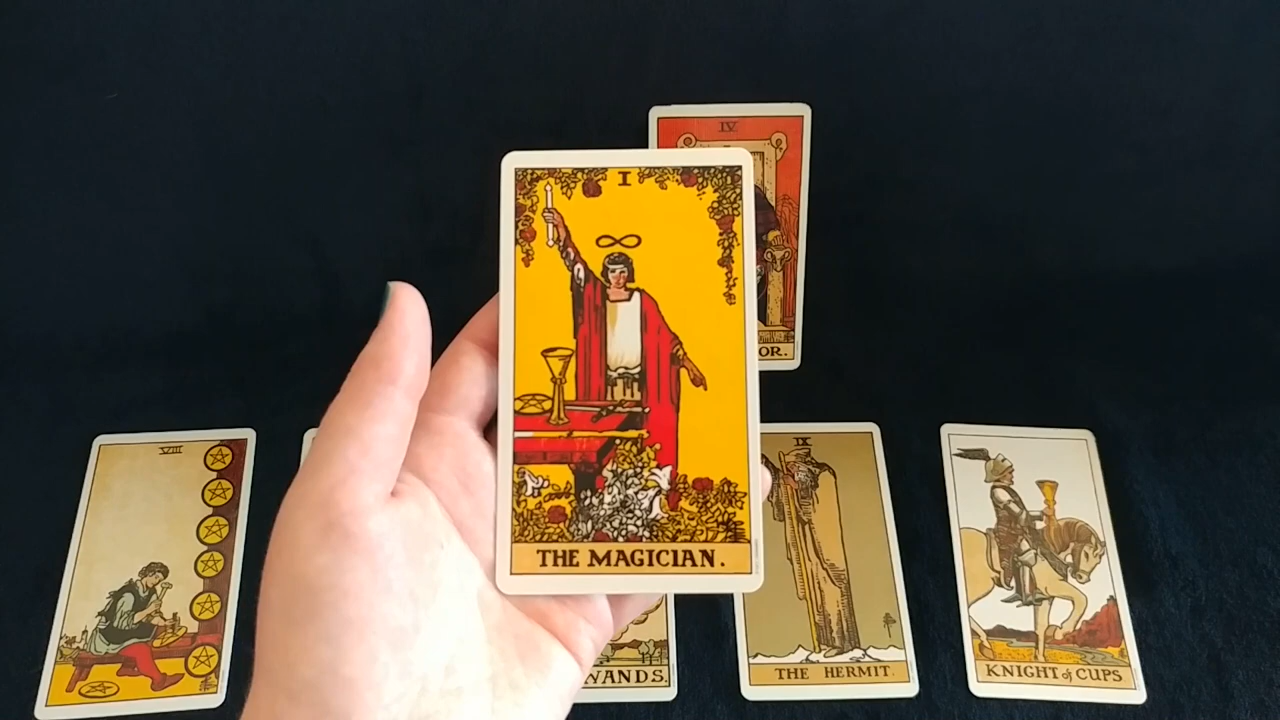 IV
I
OR.
VIII
IX
THE MAGICIAN.
WANDS.
THE HERMIT.
KNIGHT of CUPS